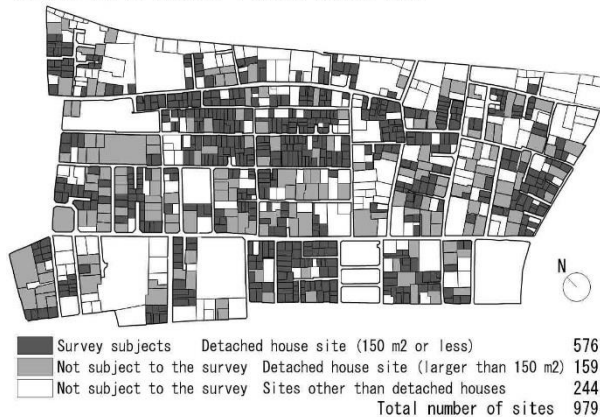 N
Survey subjects Detached house site (150 m2 or less) 576
Not subject to the survey Detached house site (larger than 150 m2) 159
Not subject to the survey Sites other than detached houses 244
Total number of sites 979